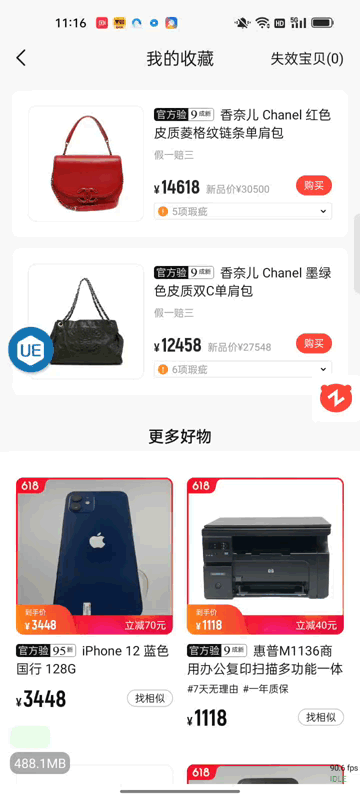 11:16
HD
5G
我的收藏
失效宝贝(0)
官方验 9成新 香奈儿 Chanel 红色
皮质菱格纹链条单肩包
假一赔三
¥14618 新品价¥30500
购买
5项瑕疵
官方验 9成新 香奈儿 Chanel 墨绿
色皮质双C单肩包
假一赔三
¥12458 新品价¥27548
购买
6项瑕疵
UE
更多好物
618
到手价
¥3448
立减70元
官方验 95新 iPhone 12 蓝色
国行 128G
¥3448
找相似
618
hp
到手价
¥1118
立减40元
官方验 9成新 惠普M1136商
用办公复印扫描多功能一体
#7天无理由 #一年质保
¥1118
找相似
488.1MB
618
90.6 fps
IDLE